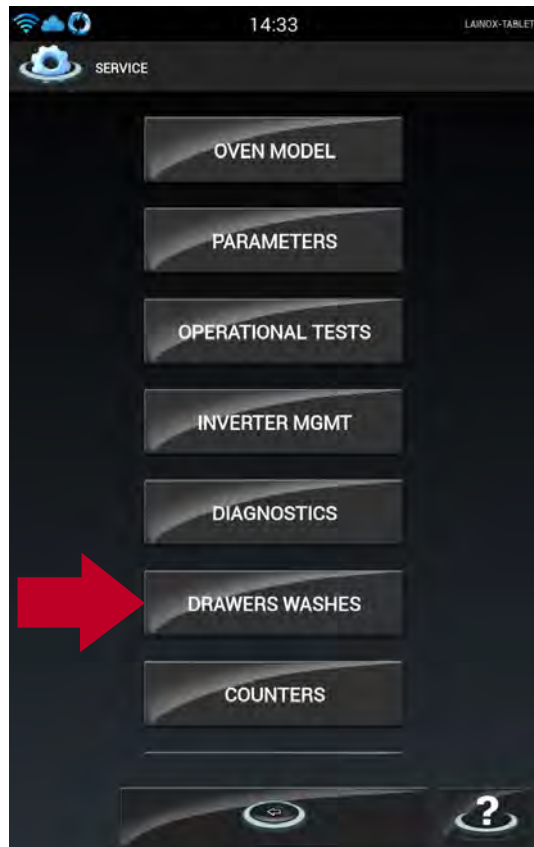 14:33
LAINOX-TABLET
SERVICE
OVEN MODEL
PARAMETERS
OPERATIONAL TESTS
INVERTER MGMT
DIAGNOSTICS
DRAWERS WASHES
COUNTERS
?